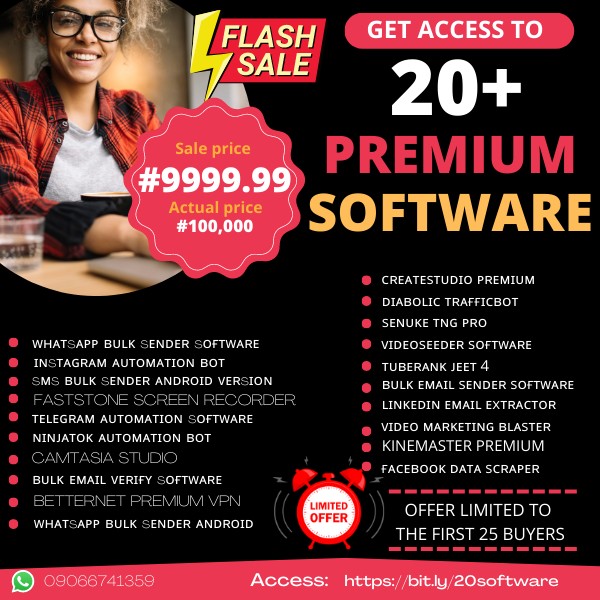 FLASH
SALE
GET ACCESS TO
20+
PREMIUM
SOFTWARE
Sale price
#9999.99
Actual price
#100,000
WHATSAPP BULK SENDER SOFTWARE
INSTAGRAM AUTOMATION BOT
SMS BULK SENDER ANDROID VERSION
FASTSTONE SCREEN RECORDER
TELEGRAM AUTOMATION SOFTWARE
NINJATOK AUTOMATION BOT
CAMTASIA STUDIO
BULK EMAIL VERIFY SOFTWARE
BETTERNET PREMIUM VPN
WHATSAPP BULK SENDER ANDROID
CREATESTUDIO PREMIUM
DIABOLIC TRAFFICBOT
SENUKE TNG PRO
VIDEOSEEDER SOFTWARE
TUBERANK JEET 4
BULK EMAIL SENDER SOFTWARE
LINKEDIN EMAIL EXTRACTOR
VIDEO MARKETING BLASTER
KINEMASTER PREMIUM
FACEBOOK DATA SCRAPER
LIMITED
OFFER
OFFER LIMITED TO
THE FIRST 25 BUYERS
09066741359
Access: https://bit.ly/20software